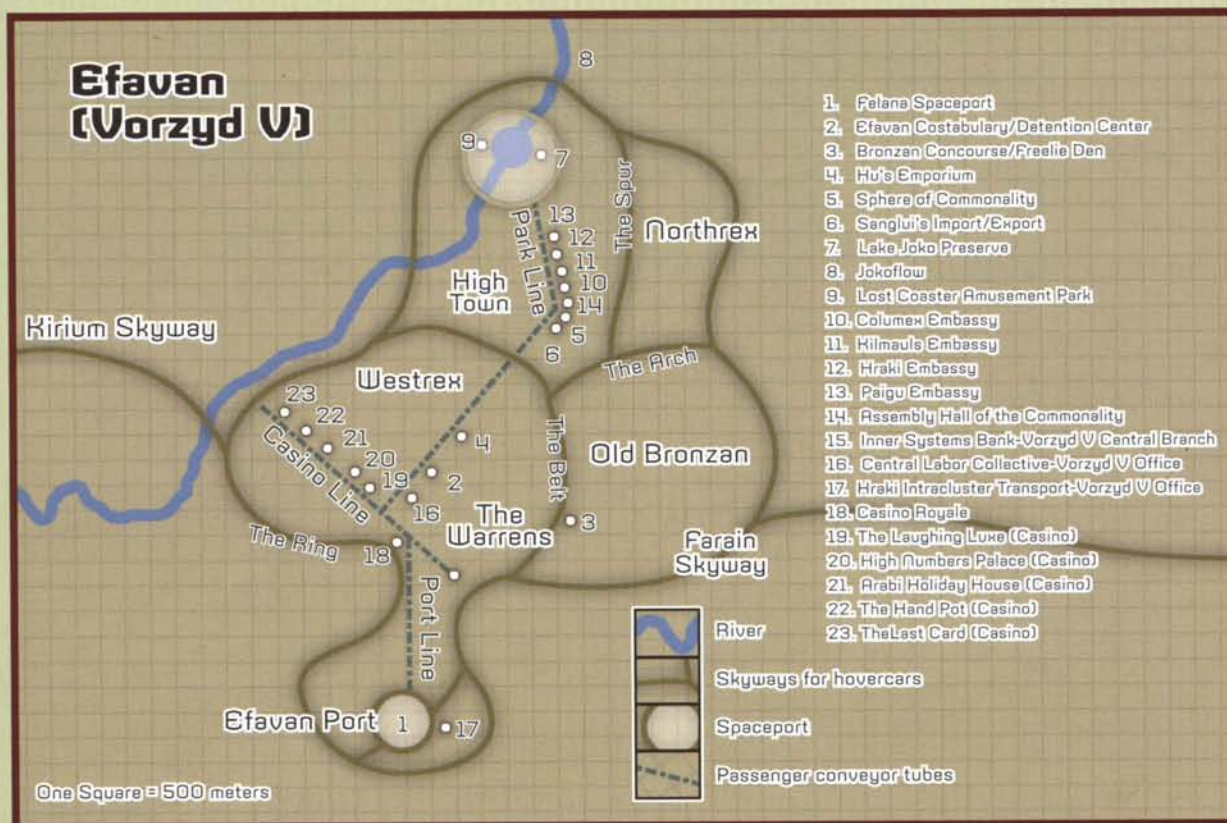 Efavan
(Vorzyd V)
8
9
7
13
12
11
10
14
5
6
Park Line
The Spur
Northrex
High
Town
Kirium Skyway
The Arch
Westrex
23
22
21
20
19
4
2
16
Casino Line
The Belt
Old Bronzan
The
Warrens
3
The Ring
18
Farain
Skyway
Port Line
Efavan Port
1
17
One Square = 500 meters
1. Felana Spaceport
2. Efavan Costabulary/Detention Center
3. Bronzan Concourse/Freelie Den
4. Hu's Emporium
5. Sphere of Commonality
6. Sanglui's Import/Export
7. Lake Joko Preserve
8. Jokoflow
9. Lost Coaster Amusement Park
10. Columex Embassy
11. Kilmauls Embassy
12. Hraki Embassy
13. Paigu Embassy
14. Assembly Hall of the Commonality
15. Inner Systems Bank-Vorzyd V Central Branch
16. Central Labor Collective-Vorzyd V Office
17. Hraki Intracluster Transport-Vorzyd V Office
18. Casino Royale
19. The Laughing Luxe (Casino)
20. High Numbers Palace (Casino)
21. Arabi Holiday House (Casino)
22. The Hand Pot (Casino)
23. TheLast Card (Casino)
River
Skyways for hovercars
Spaceport
Passenger conveyor tubes